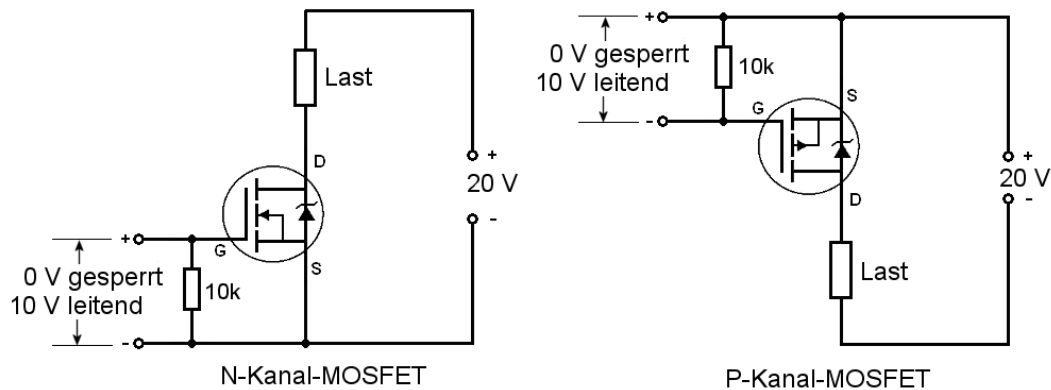 +
0 V gesperrt
10 V leitend
-
G
10k
Last
D
S
+
20 V
-
N-Kanal-MOSFET
+
0 V gesperrt
10 V leitend
-
10k
G
S
D
Last
+
20 V
-
P-Kanal-MOSFET